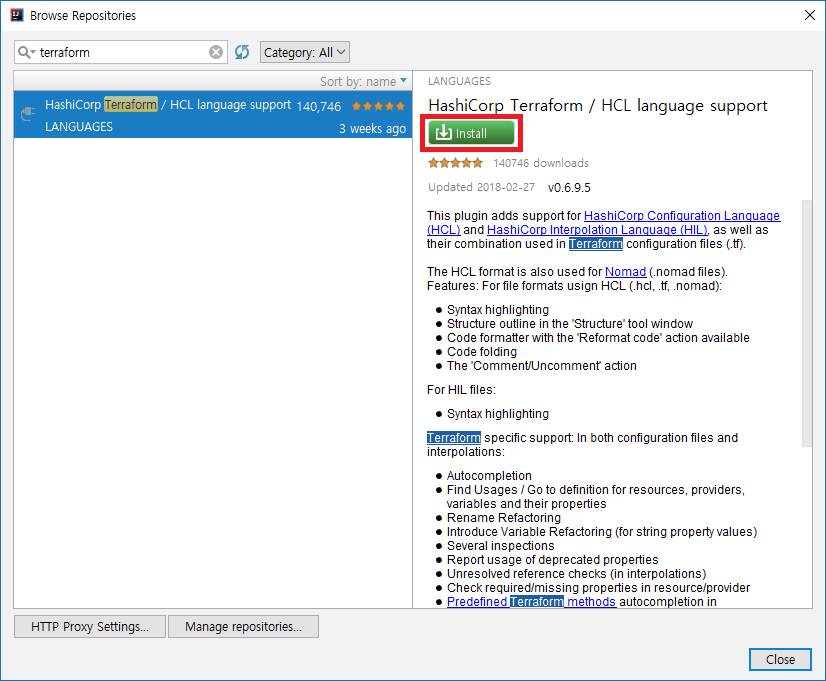 Browse Repositories
terraform
Category: All
Sort by: name
HashiCorp Terraform / HCL language support 140,746
LANGUAGES 3 weeks ago
LANGUAGES
HashiCorp Terraform / HCL language support
Install
140746 downloads
Updated 2018-02-27 v0.6.9.5
This plugin adds support for HashiCorp Configuration Language
(HCL) and HashiCorp Interpolation Language (HIL), as well as
their combination used in Terraform configuration files (.tf).
The HCL format is also used for Nomad (.nomad files).
Features: For file formats usign HCL (.hcl, .tf, .nomad):
● Syntax highlighting
● Structure outline in the 'Structure' tool window
● Code formatter with the 'Reformat code' action available
● Code folding
● The 'Comment/Uncomment' action
For HIL files:
● Syntax highlighting
Terraform specific support: In both configuration files and
interpolations:
● Autocompletion
● Find Usages / Go to definition for resources, providers,
variables and their properties
● Rename Refactoring
● Introduce Variable Refactoring (for string property values)
● Several inspections
● Report usage of deprecated properties
● Unresolved reference checks (in interpolations)
● Check required/missing properties in resource/provider
● Predefined Terraform methods autocompletion in
HTTP Proxy Settings...
Manage repositories...
Close